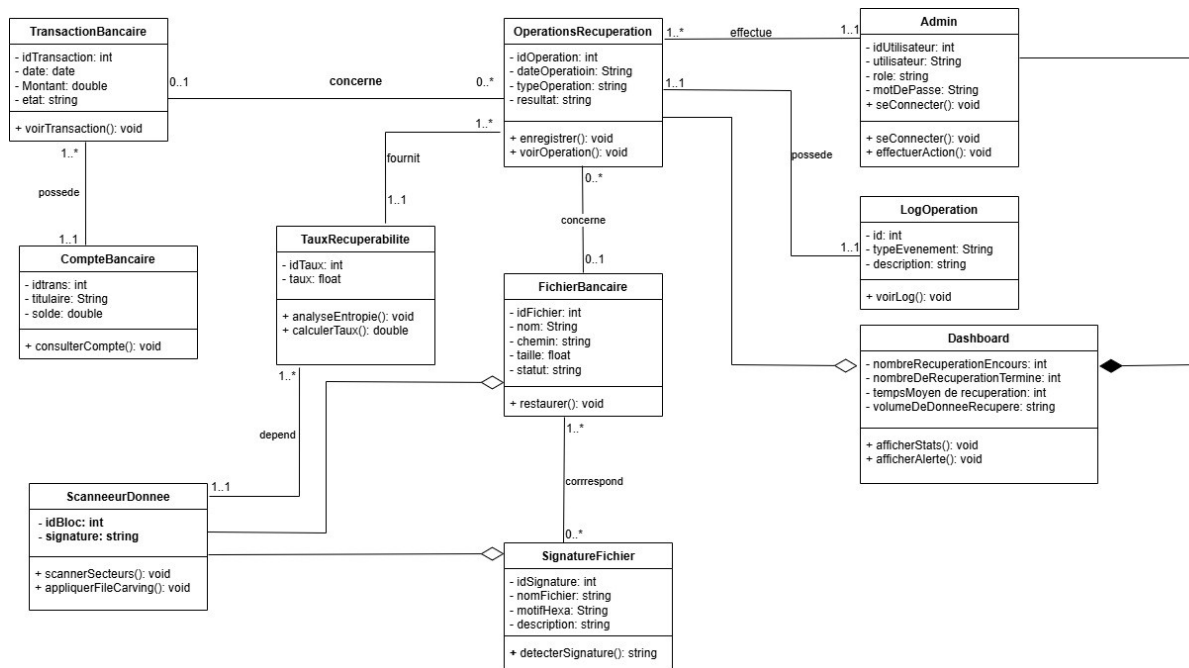 TransactionBancaire
- idTransaction: int
- date: date
- Montant: double
- etat: string
+ voirTransaction(): void
0..1
concerne
0..*
OperationsRecuperation
- idOperation: int
- dateOperatioin: String
- typeOperation: string
- resultat: string
+ enregistrer(): void
+ voirOperation(): void
1..*
effectue
1..1
Admin
- idUtilisateur: int
- utilisateur: String
- role: string
- motDePasse: String
+ seConnecter(): void
+ seConnecter(): void
+ effectuerAction(): void
1..1
possede
1..1
1..*
possede
1..1
1..*
fournit
1..1
0..*
concerne
0..1
LogOperation
- id: int
- typeEvenement: String
- description: string
+ voirLog(): void
CompteBancaire
- idtrans: int
- titulaire: String
- solde: double
+ consulterCompte(): void
TauxRecuperabilite
- idTaux: int
- taux: float
+ analyseEntropie(): void
+ calculerTaux(): double
FichierBancaire
- idFichier: int
- nom: String
- chemin: string
- taille: float
- statut: string
+ restaurer(): void
Dashboard
- nombreRecuperationEncours: int
- nombreDeRecuperationTermine: int
- tempsMoyen de recuperation: int
- volumeDeDonneeRecupere: string
+ afficherStats(): void
+ afficherAlerte(): void
1..*
depend
1..1
1..*
corrrespond
0..*
ScanneeurDonnee
- idBloc: int
- signature: string
+ scannerSecteurs(): void
+ appliquerFileCarving(): void
SignatureFichier
- idSignature: int
- nomFichier: string
- motifHexa: String
- description: string
+ detecterSignature(): string